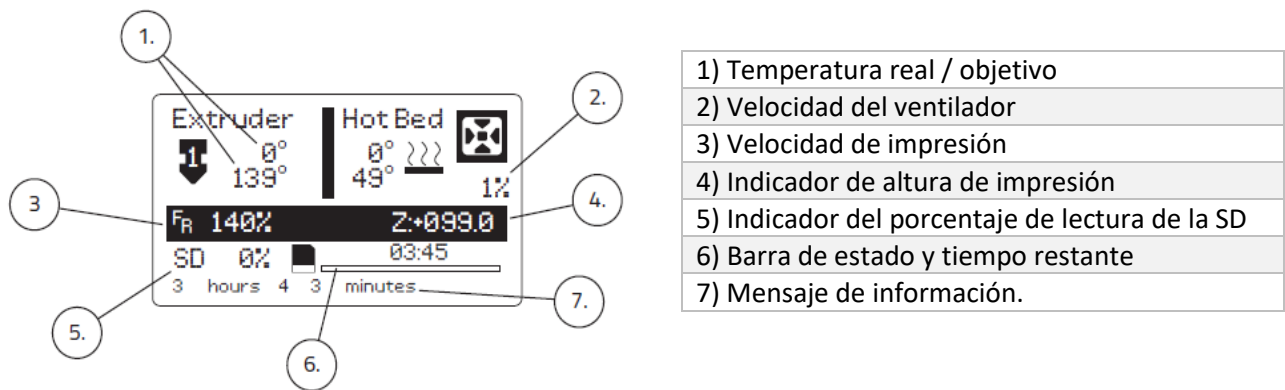 1.
2.
3
4.
5.
6.
7.
Extruder
Hot Bed
1
0°
139°
0°
49°
1%
FR 140%
Z:+099.0
SD 0%
03:45
3 hours 4 3 minutes
1) Temperatura real / objetivo
2) Velocidad del ventilador
3) Velocidad de impresión
4) Indicador de altura de impresión
5) Indicador del porcentaje de lectura de la SD
6) Barra de estado y tiempo restante
7) Mensaje de información.